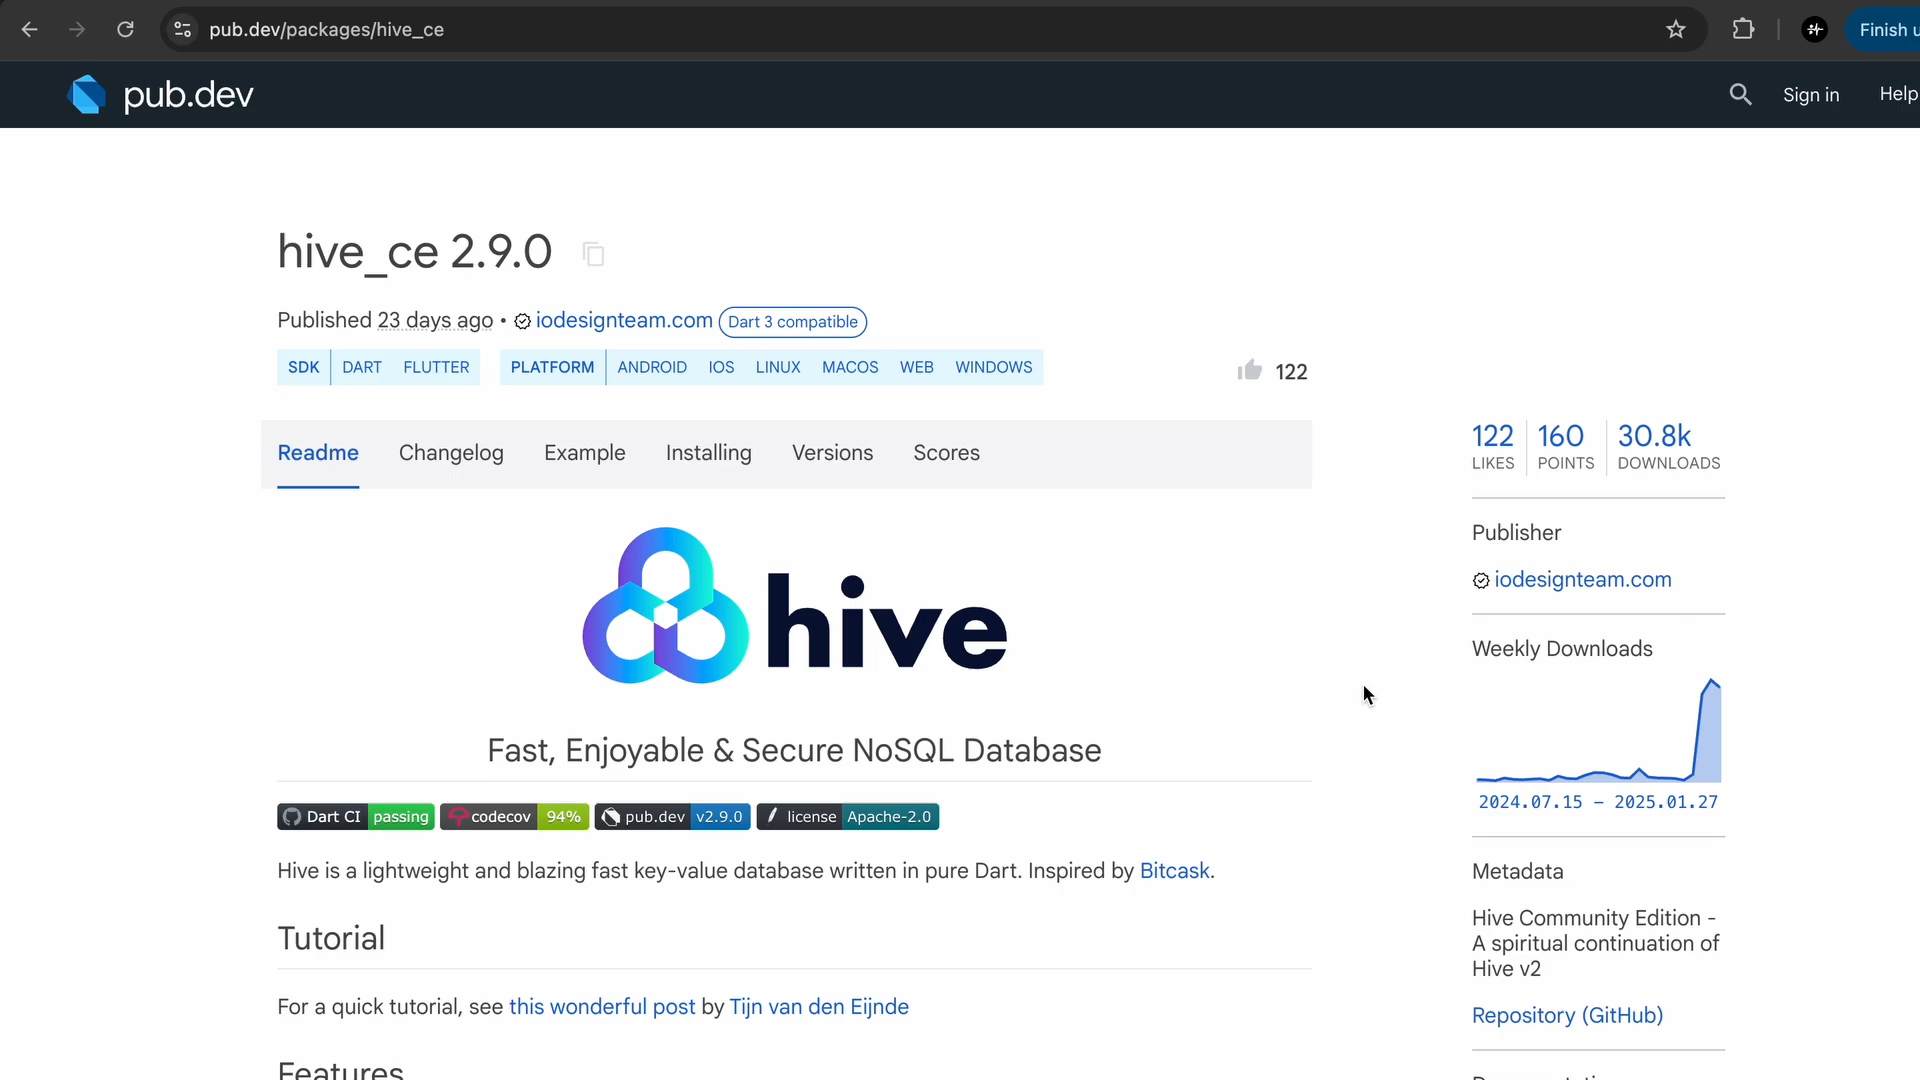 pub.dev/packages/hive_ce
Finish u
pub.dev
Sign in
Help
hive_ce 2.9.0
Published 23 days ago • iodesignteam.com Dart 3 compatible
SDK DART FLUTTER PLATFORM ANDROID IOS LINUX MACOS WEB WINDOWS
122
Readme Changelog Example Installing Versions Scores
122 LIKES
160 POINTS
30.8k DOWNLOADS
hive
Fast, Enjoyable & Secure NoSQL Database
Dart CI passing codecov 94% pub.dev v2.9.0 license Apache-2.0
Hive is a lightweight and blazing fast key-value database written in pure Dart. Inspired by Bitcask.
Tutorial
For a quick tutorial, see this wonderful post by Tijn van den Eijnde
Features
Publisher
iodesignteam.com
Weekly Downloads
2024.07.15 - 2025.01.27
Metadata
Hive Community Edition -
A spiritual continuation of
Hive v2
Repository (GitHub)